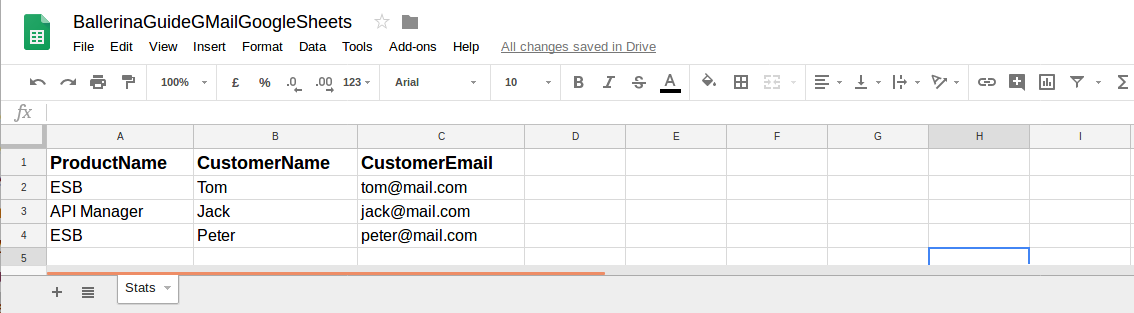 BallerinaGuideGMailGoogleSheets
File Edit View Insert Format Data Tools Add-ons Help All changes saved in Drive
100% £ % .0 .00 123 Arial 10 B I S A Σ
fx
A B C D E F G H I
1 ProductName CustomerName CustomerEmail
2 ESB Tom tom@mail.com
3 API Manager Jack jack@mail.com
4 ESB Peter peter@mail.com
5
+ Stats